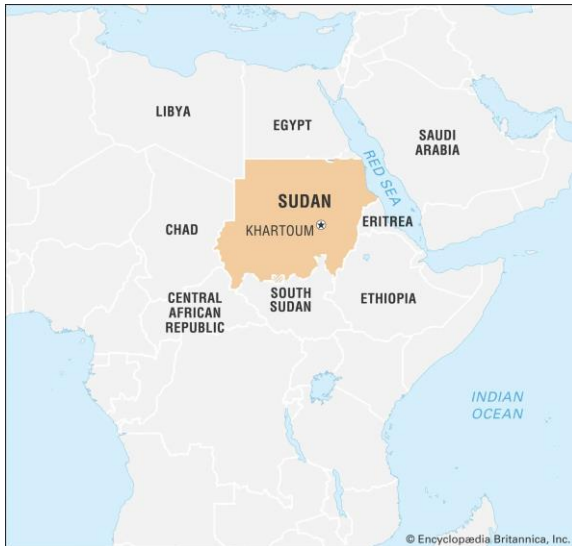 LIBYA
EGYPT
SAUDI
ARABIA
RED SEA
SUDAN
KHARTOUM
CHAD
ERITREA
CENTRAL
AFRICAN
REPUBLIC
SOUTH
SUDAN
ETHIOPIA
INDIAN
OCEAN
© Encyclopædia Britannica, Inc.